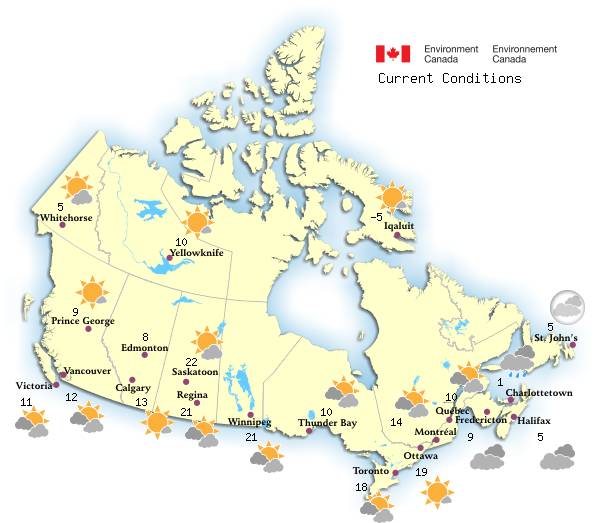 Environment Environnement
Canada Canada
Current Conditions
5
Whitehorse
-5
Iqaluit
10
Yellowknife
9
Prince George
8
Edmonton
22
Saskatoon
5
St. John's
Vancouver
Victoria
Calgary
Regina
11
12
13
21
Winnipeg
21
10
Thunder Bay
14
10
Québec
Montréal
Ottawa
1
Charlottetown
Fredericton
Halifax
9
5
Toronto
19
18